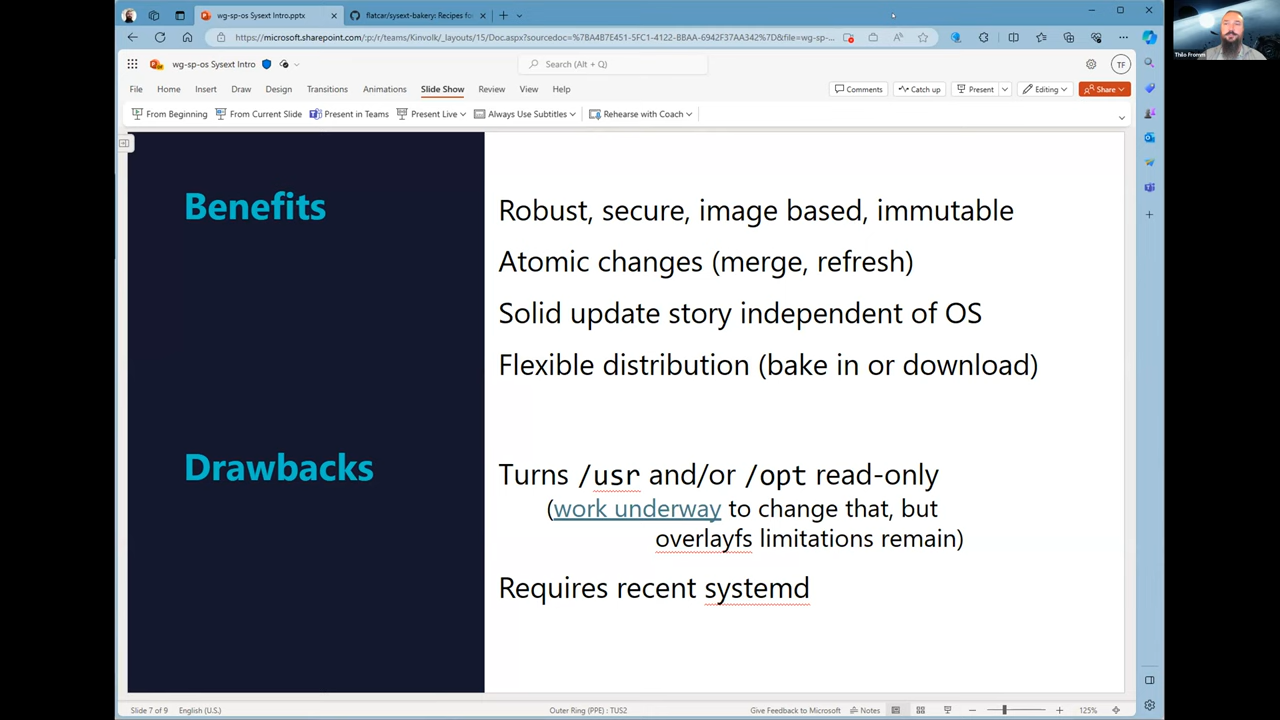 wg-sp-os Sysext Intro.pptx
flatcar/sysext-bakery: Recipes fo
https://microsoft.sharepoint.com/:p:/r/teams/Kinvolk/_layouts/15/Doc.aspx?sourcedoc=%7BA4B7E451-5FC1-4122-BBAA-6942F37AA342%7D&file=wg-sp-...
wg-sp-os Sysext Intro
Search (Alt + Q)
TF
File Home Insert Draw Design Transitions Animations Slide Show Review View Help
Comments Catch up Present Editing Share
From Beginning From Current Slide Present in Teams Present Live Always Use Subtitles Rehearse with Coach
Benefits
Robust, secure, image based, immutable
Atomic changes (merge, refresh)
Solid update story independent of OS
Flexible distribution (bake in or download)
Drawbacks
Turns /usr and/or /opt read-only
(work underway to change that, but
overlayfs limitations remain)
Requires recent systemd
Slide 7 of 9 English (U.S.) Outer Ring (PPE) : TUS2 Give Feedback to Microsoft Notes 125%
Thilo Fromm